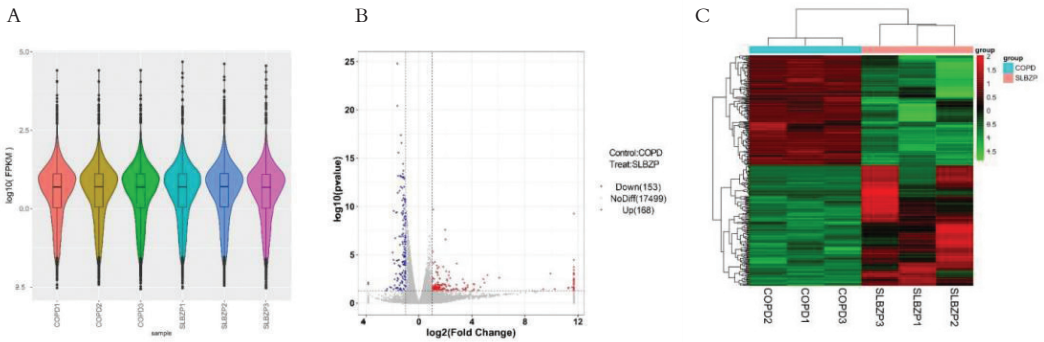 A
5.0
2.5
0.0
log10( FPKM )
COPD1
COPD2
COPD3
SLBZP1
SLBZP2
SLBZP3
sample
B
25
20
15
10
5
0
log10(pvalue)
4
0
4
8
12
log2(Fold Change)
Control:COPD
Treat:SLBZP
Down(153)
NoDiff(17499)
Up(168)
C
group
2
1.5
1
0.5
0
group
COPD
SLBZP
COPD2
COPD1
COPD3
SLBZP3
SLBZP1
SLBZP2